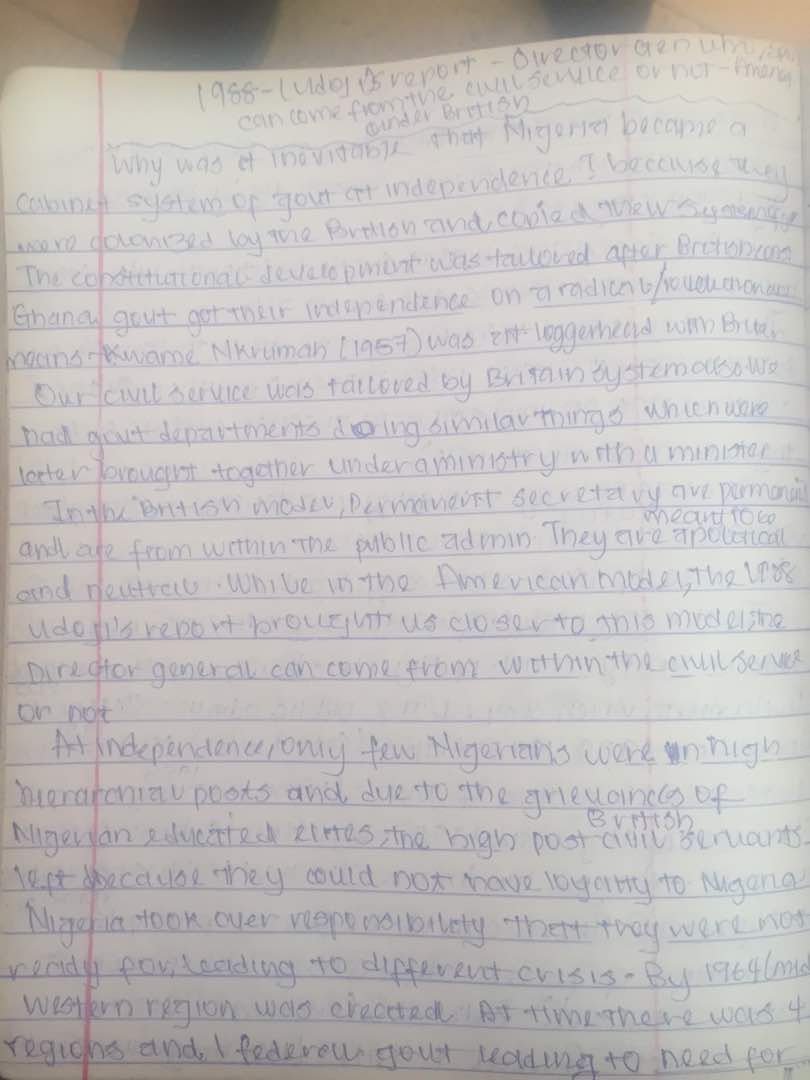 1988 - (Udoji's report - Director Gen
can come from the civil service or not - America
under British
Why was it inevitable that Nigeria became a
Cabinet system of govt at independence? because they
were colonized by the British and copied their system
The constitutional development was tailored after Britain's
Ghana govt got their independence on a radical/revolutionary
means - Kwame Nkrumah (1957) was at loggerhead with Britain
Our civil service was tailored by Britain system also. We
had govt departments doing similar things which were
later brought together under a ministry with a minister
In the British model, Permanent secretary are permanent
meant to be
and are from within the public admin They are apolitical
and neutral. While in the American model, the 1988
Udoji's report brought us closer to this model, the
Director general can come from within the civil service
or not
At independence, only few Nigerians were in high
hierarchial posts and due to the grievances of
British
Nigerian educated elites, the high post civil servants
left because they could not have loyalty to Nigeria
Nigeria took over responsibility that they were not
ready for, leading to different crisis - By 1964 (mid
Western region was created. At time there was 4
regions and 1 federal govt leading to need for